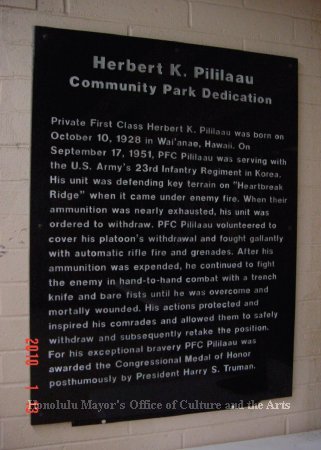 Herbert K. Pililaau
Community Park Dedication
Private First Class Herbert K. Pililaau was born on
October 10, 1928 in Wai'anae, Hawaii. On
September 17, 1951, PFC Pililaau was serving with
the U.S. Army's 23rd Infantry Regiment in Korea.
His unit was defending key terrain on "Heartbreak
Ridge" when it came under enemy fire. When their
ammunition was nearly exhausted, his unit was
ordered to withdraw. PFC Pililaau volunteered to
cover his platoon's withdrawal and fought gallantly
with automatic rifle fire and grenades. After his
ammunition was expended, he continued to fight
the enemy in hand-to-hand combat with a trench
knife and bare fists until he was overcome and
mortally wounded. His actions protected and
inspired his comrades and allowed them to safely
withdraw and subsequently retake the position.
For his exceptional bravery PFC Pililaau was
awarded the Congressional Medal of Honor
posthumously by President Harry S. Truman.
2010 1
Honolulu Mayor's Office of Culture and the Arts